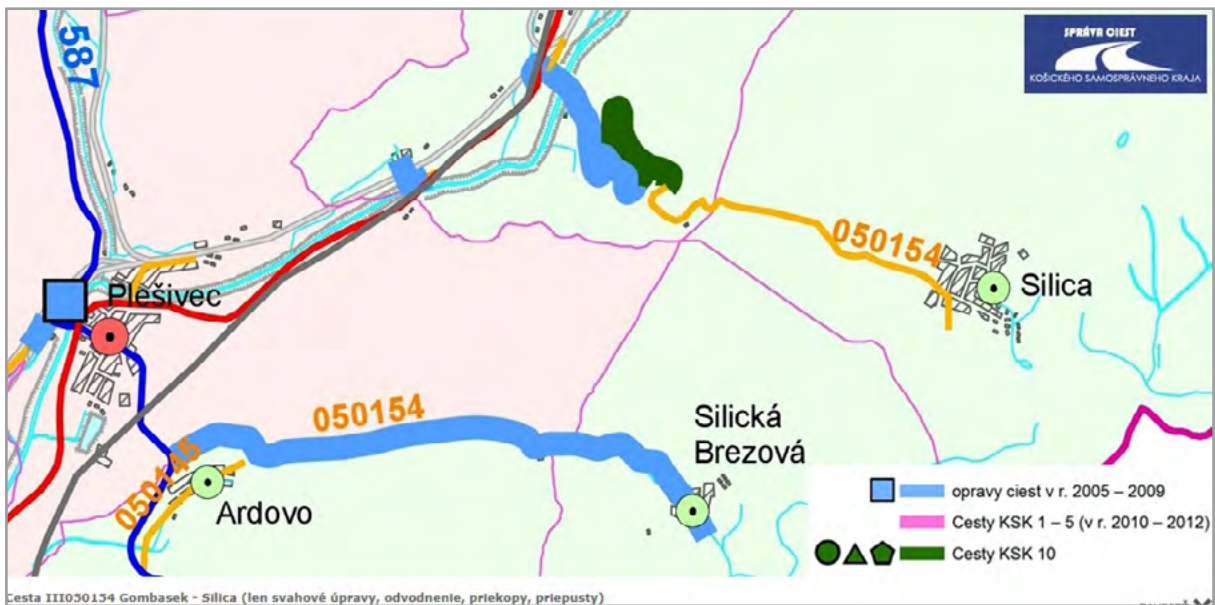 587
SPRÁVA CIEST
KOŠICKÉHO SAMOSPRÁVNEHO KRAJA
050154
Silica
Plešivec
050154
Silická
Brezová
050145
Ardovo
opravy ciest v r. 2005 – 2009
Cesty KSK 1 – 5 (v r. 2010 – 2012)
Cesty KSK 10
Cesta III050154 Gombasek - Silica (len svahové úpravy, odvodnenie, priekopy, priepusty)